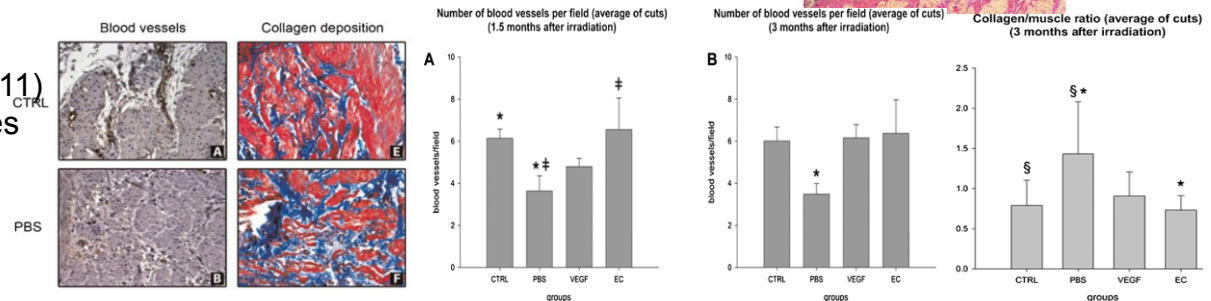 11)
es
Blood vessels
Collagen deposition
CTRL
A
E
PBS
B
F
Number of blood vessels per field (average of cuts)
(1.5 months after irradiation)
A
10
8
6
4
2
0
blood vessels/field
*
*‡
‡
CTRL
PBS
VEGF
EC
groups
Number of blood vessels per field (average of cuts)
(3 months after irradiation)
B
10
8
6
4
2
0
blood vessels/field
*
CTRL
PBS
VEGF
EC
groups
Collagen/muscle ratio (average of cuts)
(3 months after irradiation)
2.5
2.0
1.5
1.0
0.5
0.0
§
§ *
*
CTRL
PBS
VEGF
EC
groups